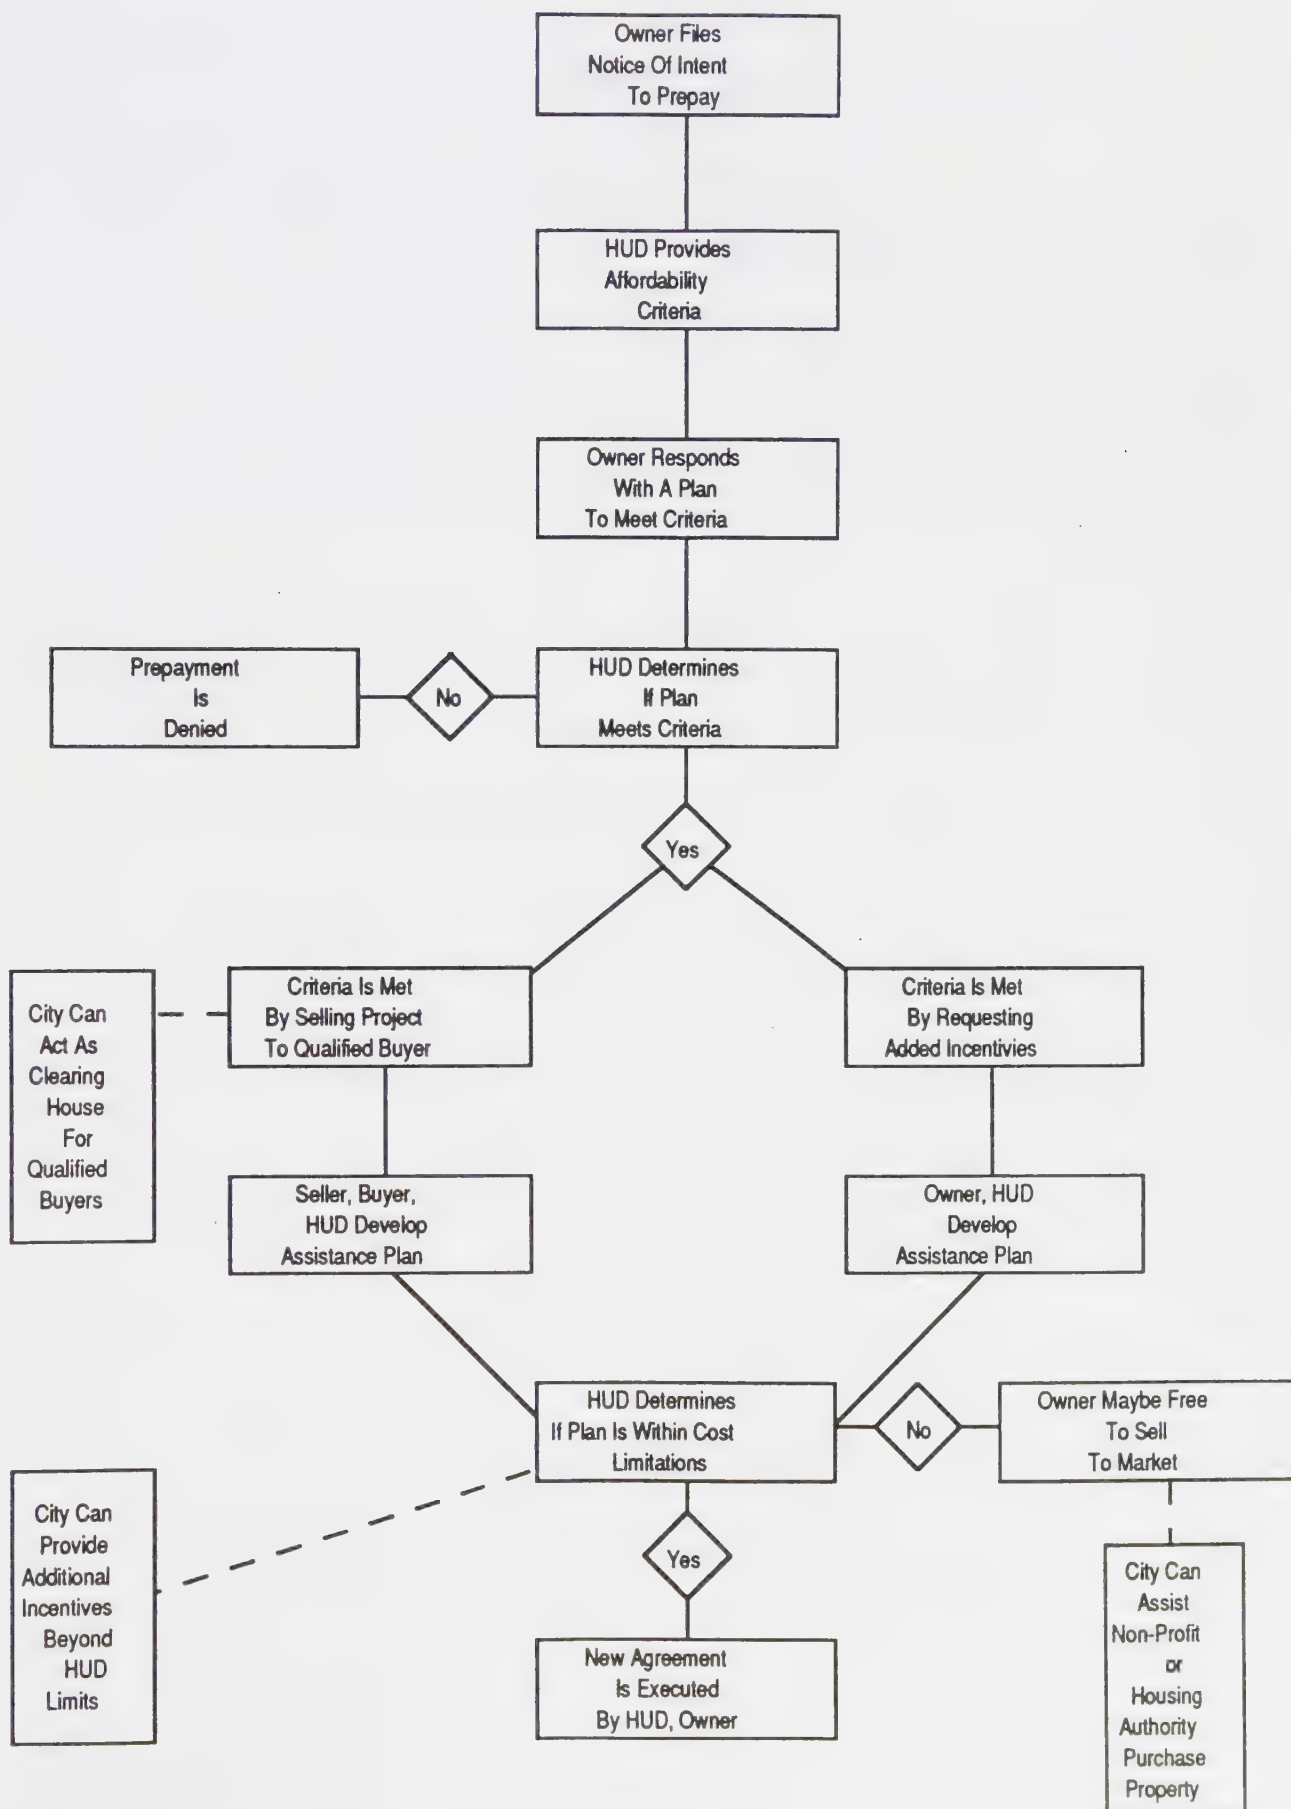 Owner Files
Notice Of Intent
To Prepay
HUD Provides
Affordability
Criteria
Owner Responds
With A Plan
To Meet Criteria
Prepayment
Is
Denied
No
HUD Determines
If Plan
Meets Criteria
Yes
City Can
Act As
Clearing
House
For
Qualified
Buyers
Criteria Is Met
By Selling Project
To Qualified Buyer
Criteria Is Met
By Requesting
Added Incentivies
Seller, Buyer,
HUD Develop
Assistance Plan
Owner, HUD
Develop
Assistance Plan
HUD Determines
If Plan Is Within Cost
Limitations
No
Owner Maybe Free
To Sell
To Market
City Can
Provide
Additional
Incentives
Beyond
HUD
Limits
Yes
New Agreement
Is Executed
By HUD, Owner
City Can
Assist
Non-Profit
or
Housing
Authority
Purchase
Property